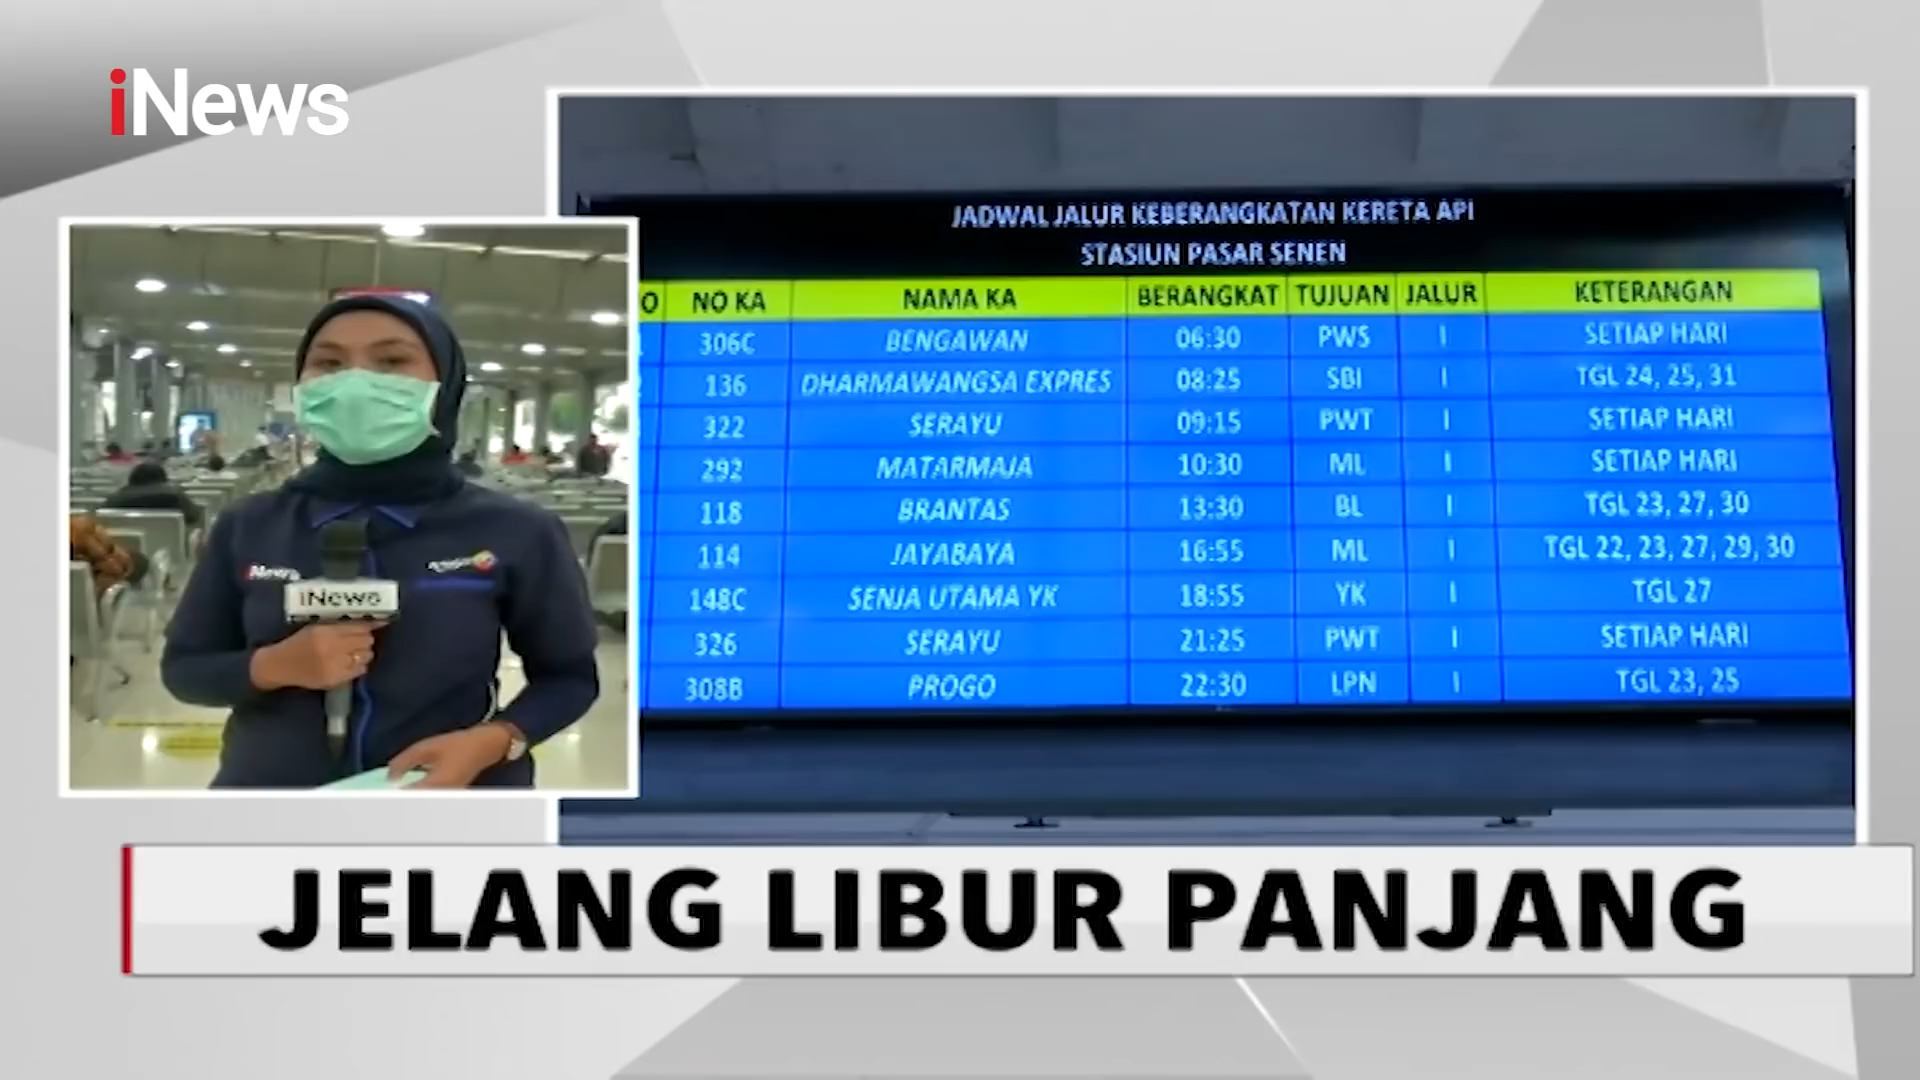 iNews
JADWAL JALUR KEBERANGKATAN KERETA API
STASIUN PASAR SENEN
O NO KA NAMA KA BERANGKAT TUJUAN JALUR KETERANGAN
306C BENGAWAN 06:30 PWS I SETIAP HARI
136 DHARMAWANGSA EXPRES 08:25 SBI I TGL 24, 25, 31
322 SERAYU 09:15 PWT I SETIAP HARI
292 MATARMAJA 10:30 ML I SETIAP HARI
118 BRANTAS 13:30 BL I TGL 23, 27, 30
114 JAYABAYA 16:55 ML I TGL 22, 23, 27, 29, 30
148C SENJA UTAMA YK 18:55 YK I TGL 27
326 SERAYU 21:25 PWT I SETIAP HARI
308B PROGO 22:30 LPN I TGL 23, 25
iNews
iNews
JELANG LIBUR PANJANG